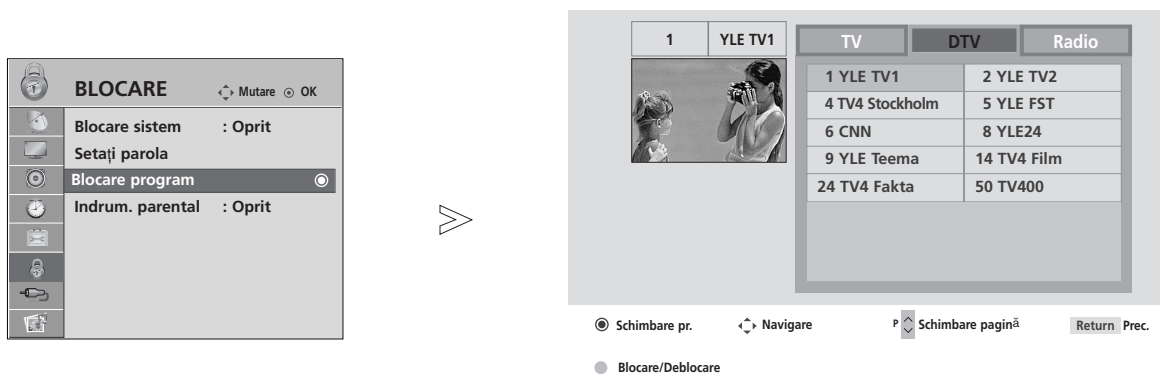 BLOCARE Mutare OK
Blocare sistem : Oprit
Setați parola
Blocare program
Indrum. parental : Oprit
1 YLE TV1
TV DTV Radio
1 YLE TV1 2 YLE TV2
4 TV4 Stockholm 5 YLE FST
6 CNN 8 YLE24
9 YLE Teema 14 TV4 Film
24 TV4 Fakta 50 TV400
Schimbare pr. Navigare P Schimbare pagină Return Prec.
Blocare/Deblocare